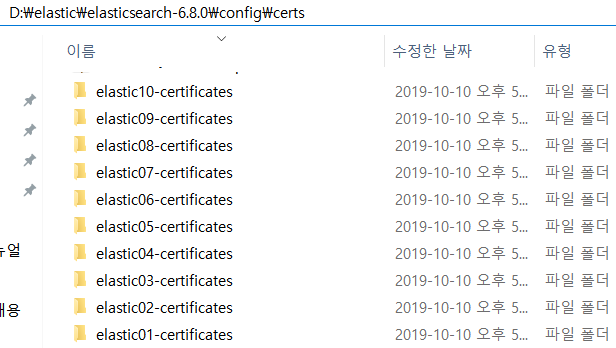 D:₩elastic₩elasticsearch-6.8.0₩config₩certs
이름 수정한 날짜 유형
elastic10-certificates 2019-10-10 오후 5... 파일 폴더
elastic09-certificates 2019-10-10 오후 5... 파일 폴더
elastic08-certificates 2019-10-10 오후 5... 파일 폴더
elastic07-certificates 2019-10-10 오후 5... 파일 폴더
elastic06-certificates 2019-10-10 오후 5... 파일 폴더
elastic05-certificates 2019-10-10 오후 5... 파일 폴더
뉴얼
elastic04-certificates 2019-10-10 오후 5... 파일 폴더
elastic03-certificates 2019-10-10 오후 5... 파일 폴더
elastic02-certificates 2019-10-10 오후 5... 파일 폴더
elastic01-certificates 2019-10-10 오후 5... 파일 폴더